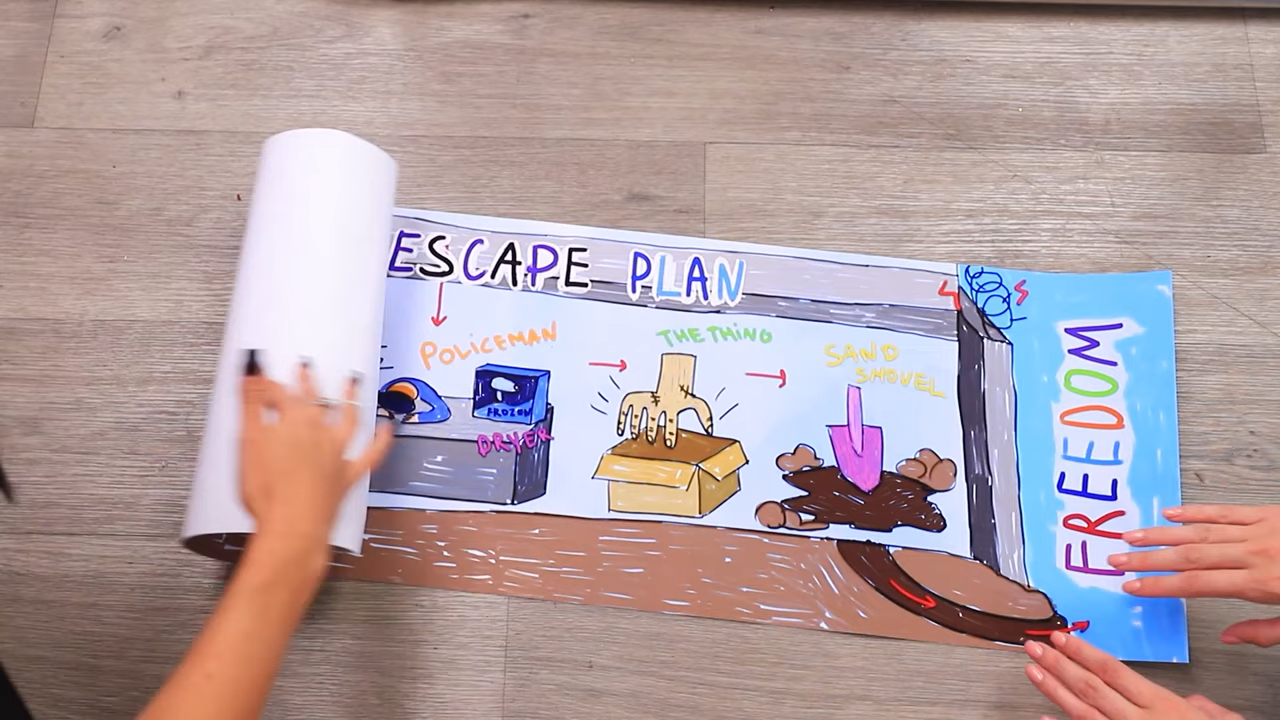 ESCAPE PLAN
POLICEMAN
FROZEN
DRYER
THE THING
SAND
SHOVEL
FREEDOM